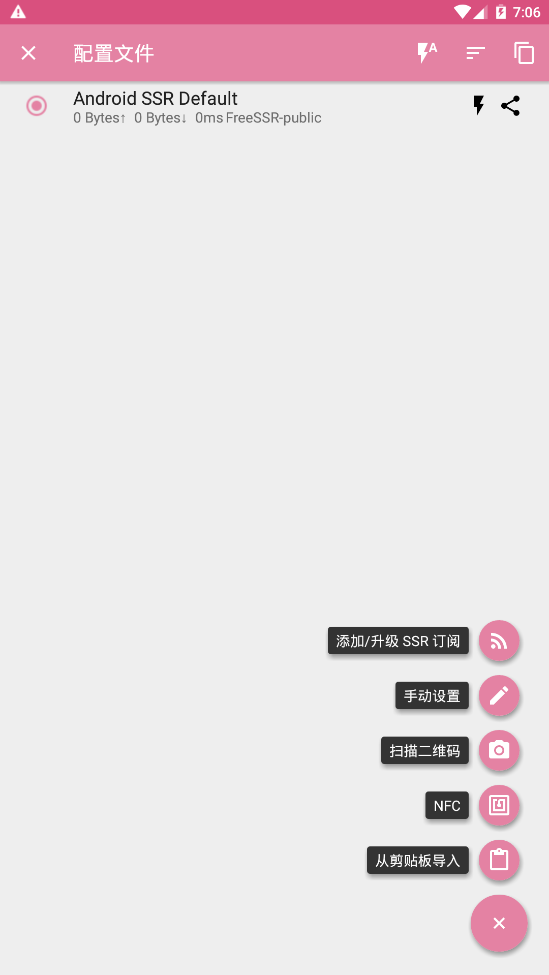 7:06
配置文件
A
Android SSR Default
0 Bytes↑ 0 Bytes↓ 0ms FreeSSR-public
添加/升级 SSR 订阅
手动设置
扫描二维码
NFC
从剪贴板导入